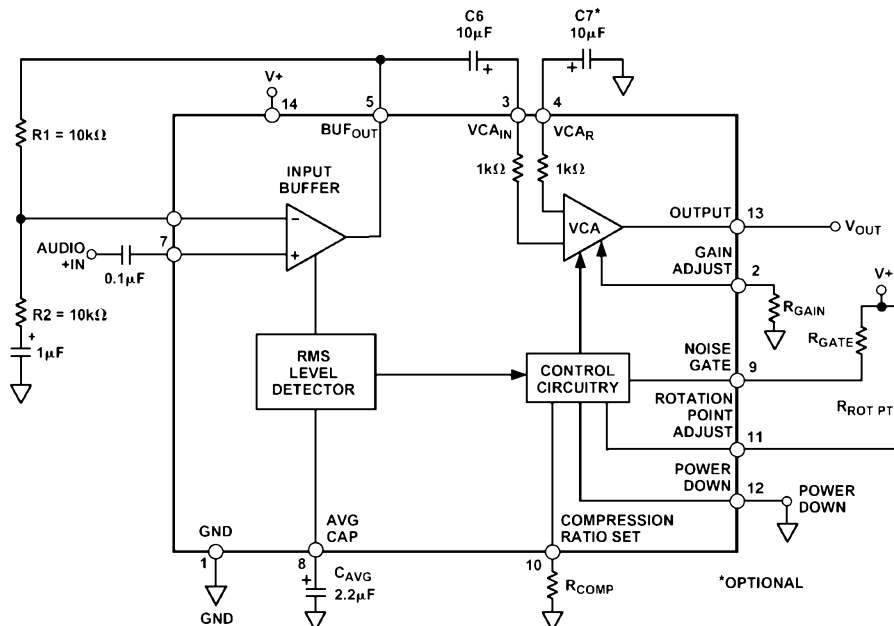 C6
10µF
C7*
10µF
+
+
V+
14
5
3
4
R1 = 10kΩ
BUFOUT
VCAIN
VCAR
1kΩ
1kΩ
INPUT
BUFFER
–
+
VCA
OUTPUT
13
VOUT
7
AUDIO
+IN
0.1µF
GAIN
ADJUST
2
V+
RGAIN
R2 = 10kΩ
+
1µF
RGATE
RMS
LEVEL
DETECTOR
CONTROL
CIRCUITRY
NOISE
GATE
9
ROTATION
POINT
ADJUST
RROT PT
11
POWER
DOWN
12
POWER
DOWN
GND
1
GND
AVG
CAP
8
+
CAVG
2.2µF
COMPRESSION
RATIO SET
10
RCOMP
*OPTIONAL